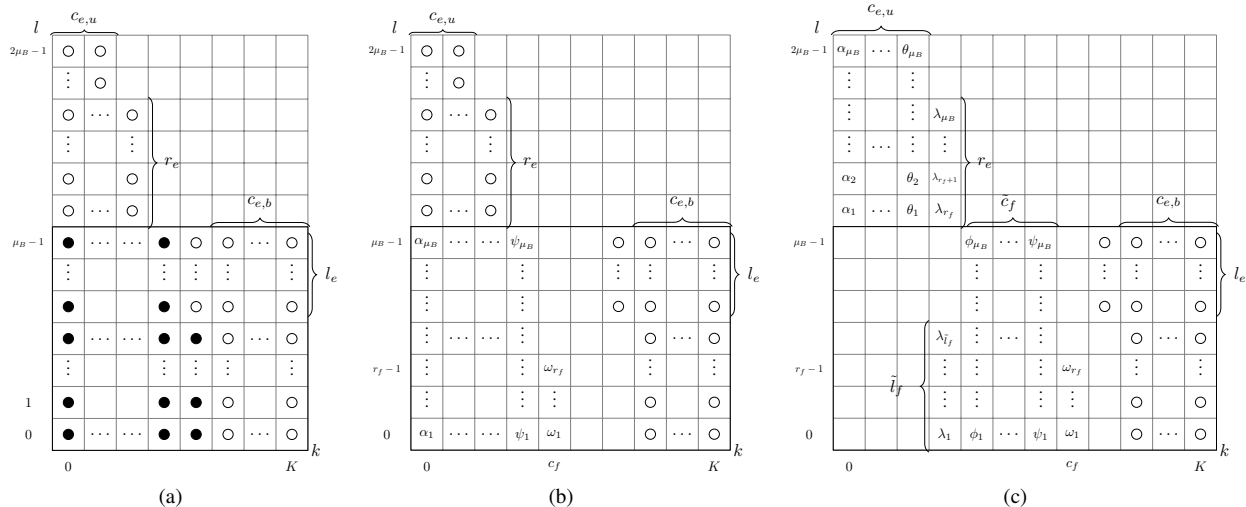 c_{e,u} c_{e,u} c_{e,u}
l l l
2μ_B−1 2μ_B−1 2μ_B−1 α_{μ_B} ⋯ θ_{μ_B}
⋮ ⋮ ⋮
⋯ ⋯ ⋮ ⋮ λ_{μ_B}
⋮ ⋮ r_e ⋮ ⋮ r_e ⋮ ⋯ ⋮ ⋮ r_e
α_2 θ_2 λ_{r_f+1}
⋯ c_{e,b} ⋯ c_{e,b} α_1 ⋯ θ_1 λ_{r_f} c̃_f c_{e,b}
μ_B−1 ⋯ ⋯ ⋯ μ_B−1 α_{μ_B} ⋯ ⋯ ψ_{μ_B} ⋯ μ_B−1 φ_{μ_B} ⋯ ψ_{μ_B} ⋯
⋮ ⋮ ⋮ ⋮ ⋮ l_e ⋮ ⋮ ⋮ ⋮ ⋮ l_e ⋮ ⋮ ⋮ ⋮ ⋮ l_e
⋮ ⋮ ⋮ ⋮
⋯ ⋯ ⋯ ⋮ ⋯ ⋯ ⋮ ⋯ λ_{l̃_f} ⋮ ⋯ ⋮ ⋯
⋮ ⋮ ⋮ ⋮ ⋮ r_f−1 ⋮ ω_{r_f} ⋮ ⋮ r_f−1 l̃_f ⋮ ⋮ ω_{r_f} ⋮ ⋮
1 ⋮ ⋮ ⋮ ⋮ ⋮ ⋮ ⋮
0 ⋯ ⋯ ⋯ k 0 α_1 ⋯ ⋯ ψ_1 ω_1 ⋯ k 0 λ_1 φ_1 ⋯ ψ_1 ω_1 ⋯ k
0 K 0 c_f K 0 c_f K
(a) (b) (c)